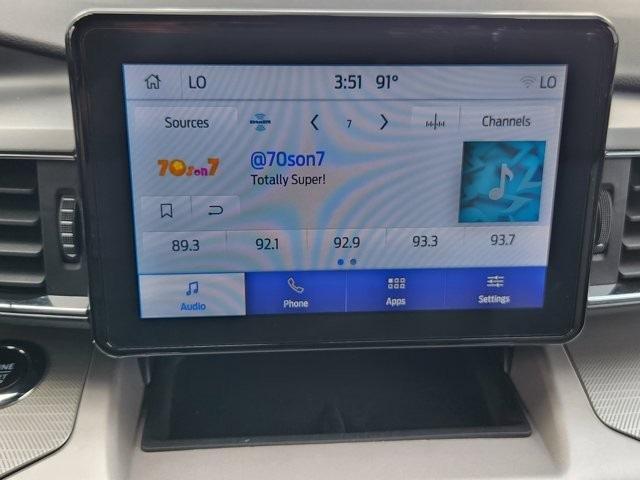 LO 3:51 91° LO
Sources 7 Channels
70son7 @70son7
Totally Super!
89.3 92.1 92.9 93.3 93.7
Audio Phone Apps Settings